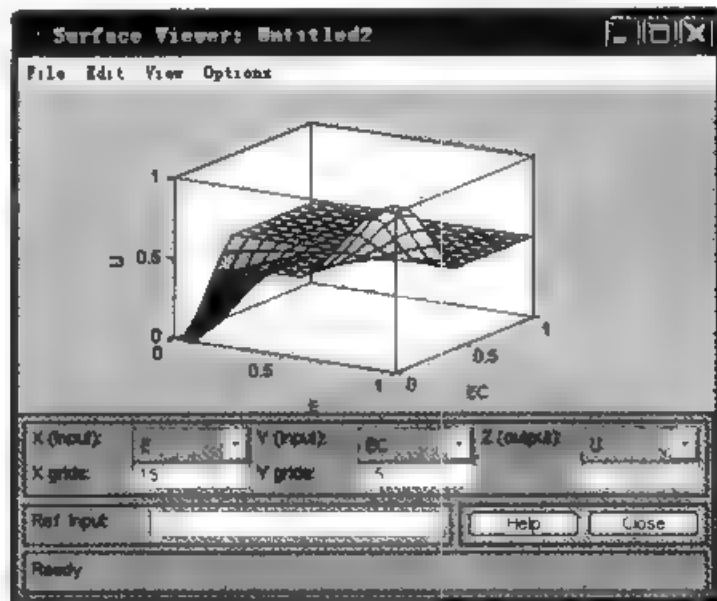 Surface Viewer: Untitled2
File Edit View Options
1
0.5
0
U
0
0.5
1
E
0
0.5
1
EC
X (input): E Y (input): EC Z (output): U
X grids: 15 Y grids:
Ref Input
Help Close
Ready